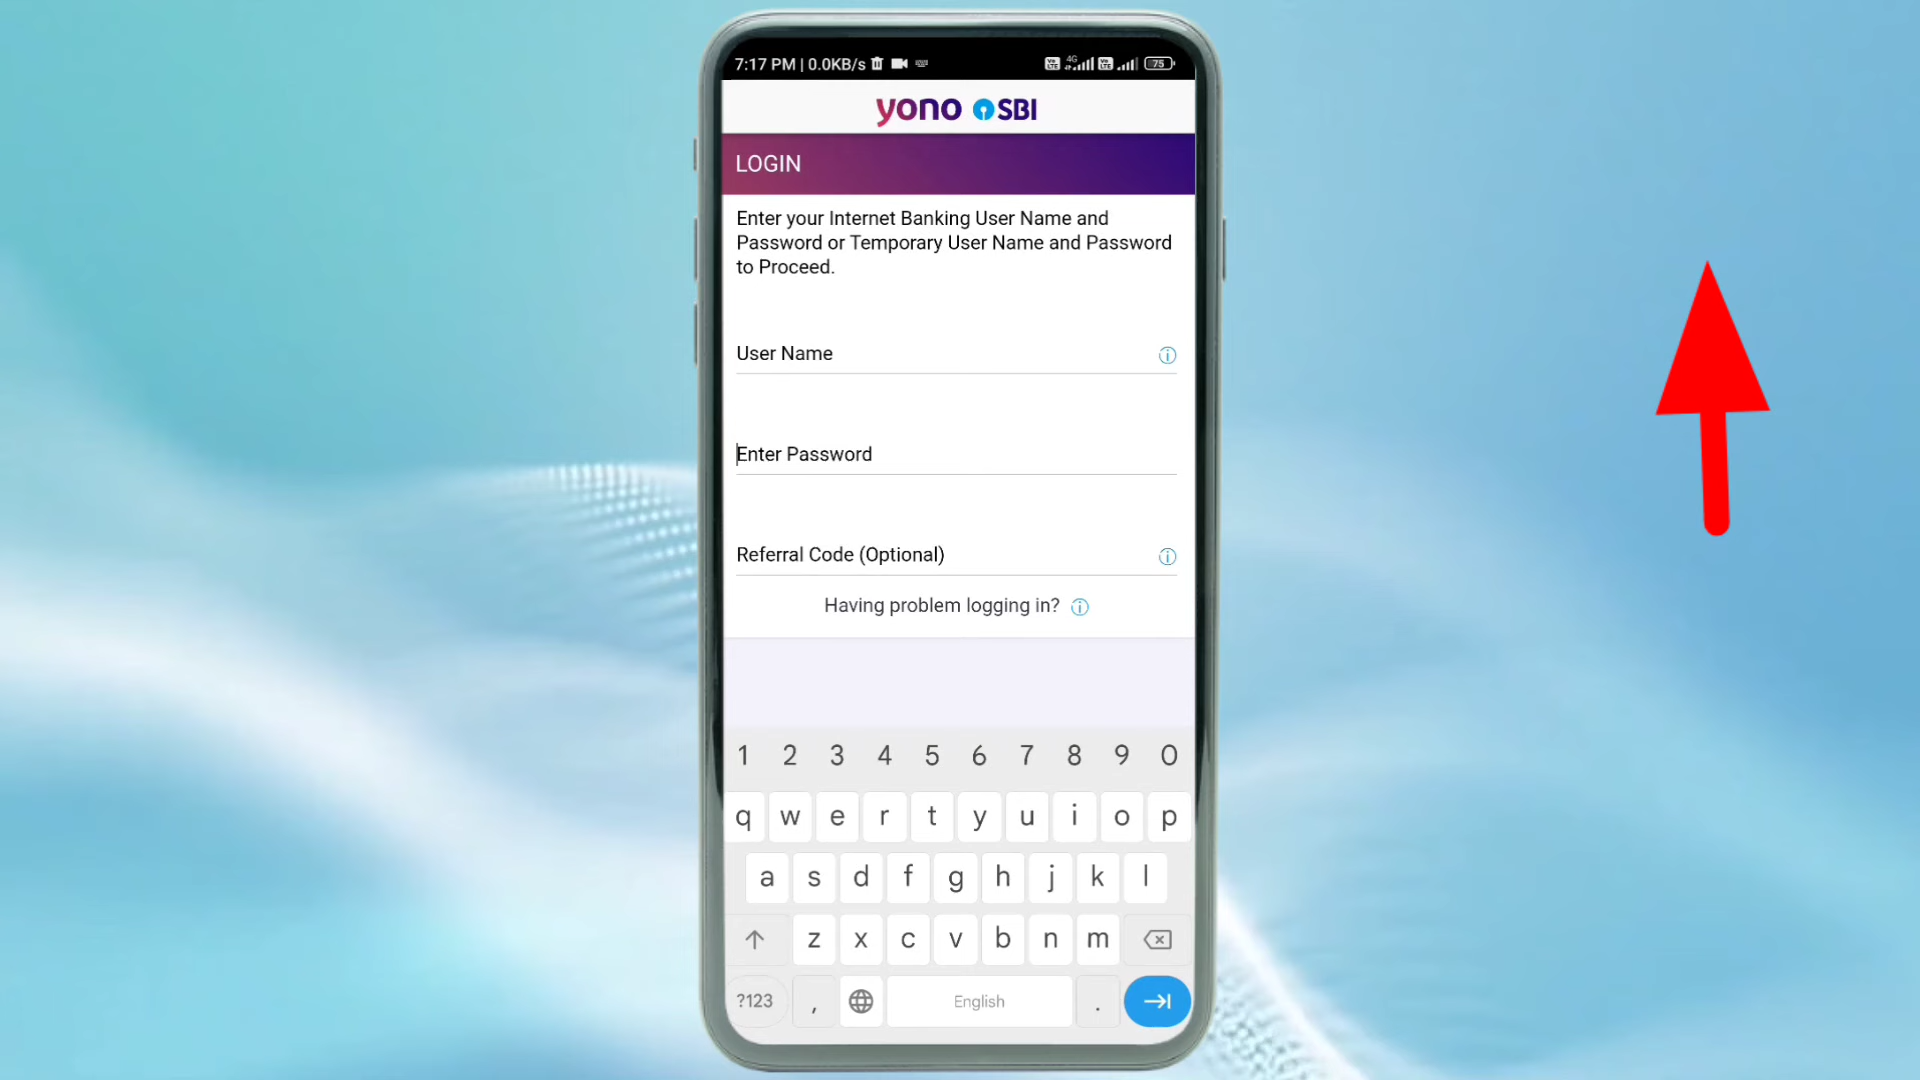 7:17 PM | 0.0KB/s 4G 75
yono SBI
LOGIN
Enter your Internet Banking User Name and
Password or Temporary User Name and Password
to Proceed.
User Name
Enter Password
Referral Code (Optional)
Having problem logging in?
1 2 3 4 5 6 7 8 9 0
q w e r t y u i o p
a s d f g h j k l
z x c v b n m
?123 , English .